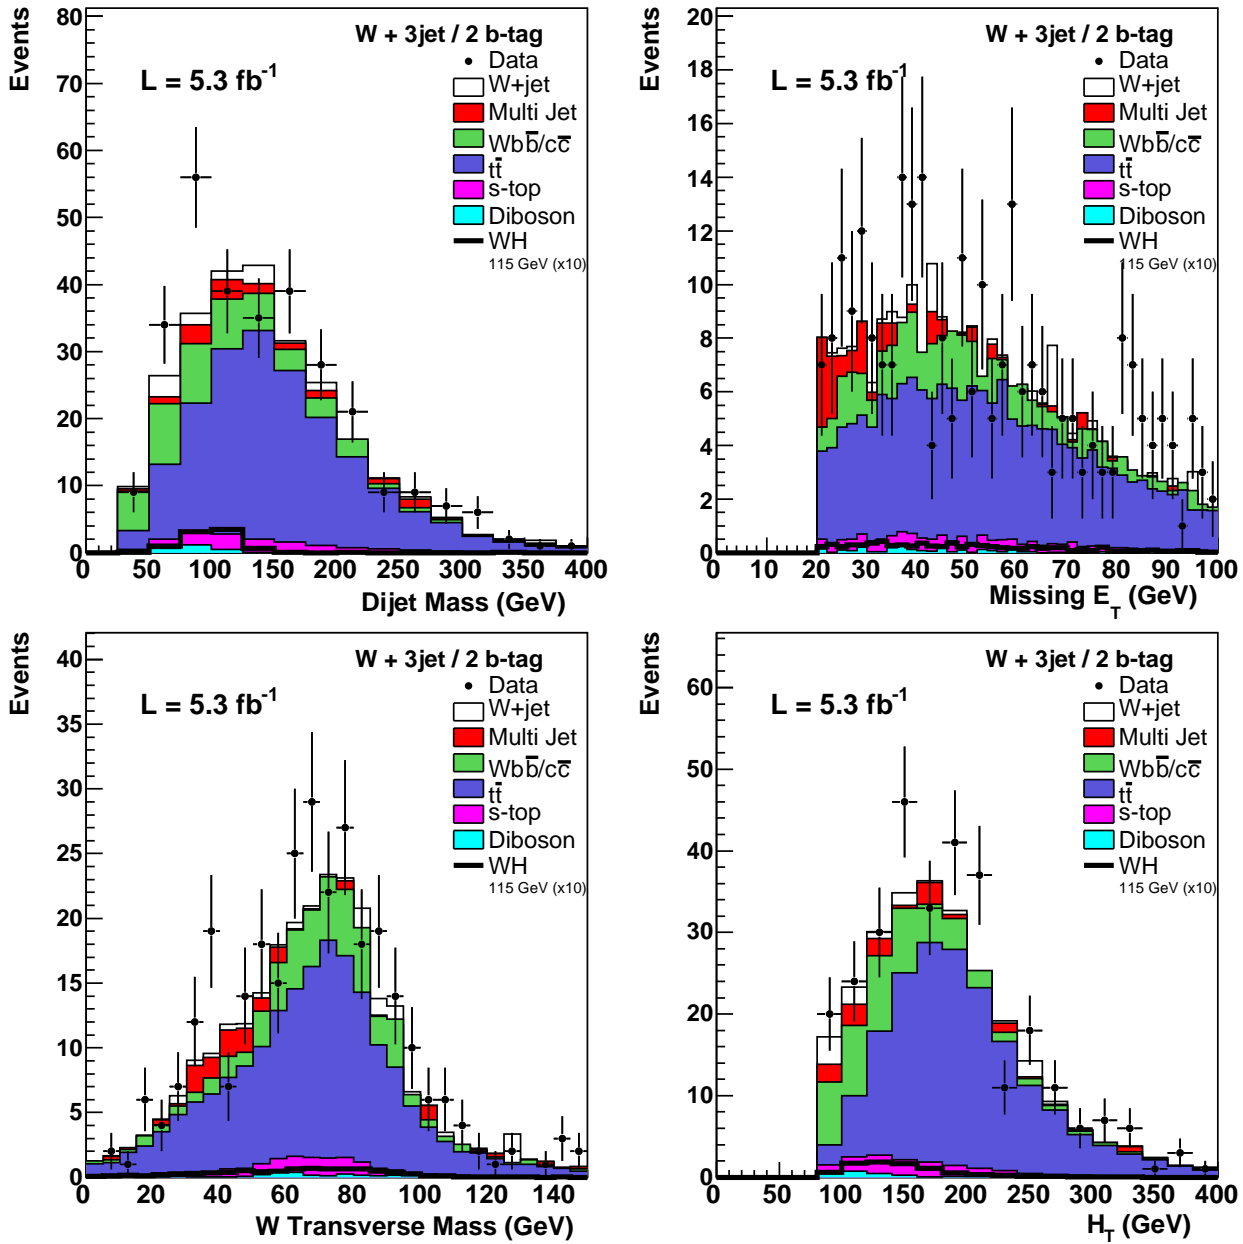 Events
80
70
60
50
40
30
20
10
0
W + 3jet / 2 b-tag
L = 5.3 fb⁻¹
Data
W+jet
Multi Jet
Wbb̅/cc̅
tt̅
s-top
Diboson
WH
115 GeV (x10)
0 50 100 150 200 250 300 350 400
Dijet Mass (GeV)
Events
20
18
16
14
12
10
8
6
4
2
0
W + 3jet / 2 b-tag
L = 5.3 fb⁻¹
Data
W+jet
Multi Jet
Wbb̅/cc̅
tt̅
s-top
Diboson
WH
115 GeV (x10)
0 10 20 30 40 50 60 70 80 90 100
Missing E_T (GeV)
Events
40
35
30
25
20
15
10
5
0
W + 3jet / 2 b-tag
L = 5.3 fb⁻¹
Data
W+jet
Multi Jet
Wbb̅/cc̅
tt̅
s-top
Diboson
WH
115 GeV (x10)
0 20 40 60 80 100 120 140
W Transverse Mass (GeV)
Events
60
50
40
30
20
10
0
W + 3jet / 2 b-tag
L = 5.3 fb⁻¹
Data
W+jet
Multi Jet
Wbb̅/cc̅
tt̅
s-top
Diboson
WH
115 GeV (x10)
0 50 100 150 200 250 300 350 400
H_T (GeV)